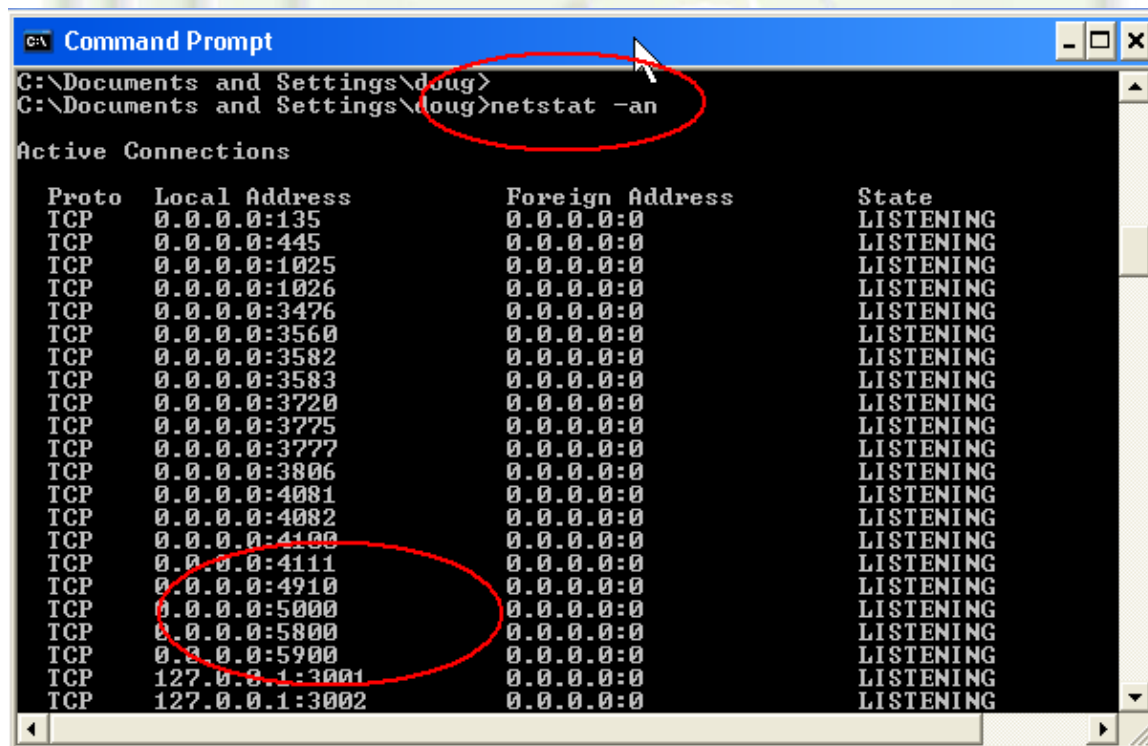 Command Prompt
C:\Documents and Settings\doug>
C:\Documents and Settings\doug>netstat -an
Active Connections
Proto Local Address Foreign Address State
TCP 0.0.0.0:135 0.0.0.0:0 LISTENING
TCP 0.0.0.0:445 0.0.0.0:0 LISTENING
TCP 0.0.0.0:1025 0.0.0.0:0 LISTENING
TCP 0.0.0.0:1026 0.0.0.0:0 LISTENING
TCP 0.0.0.0:3476 0.0.0.0:0 LISTENING
TCP 0.0.0.0:3560 0.0.0.0:0 LISTENING
TCP 0.0.0.0:3582 0.0.0.0:0 LISTENING
TCP 0.0.0.0:3583 0.0.0.0:0 LISTENING
TCP 0.0.0.0:3720 0.0.0.0:0 LISTENING
TCP 0.0.0.0:3775 0.0.0.0:0 LISTENING
TCP 0.0.0.0:3777 0.0.0.0:0 LISTENING
TCP 0.0.0.0:3806 0.0.0.0:0 LISTENING
TCP 0.0.0.0:4081 0.0.0.0:0 LISTENING
TCP 0.0.0.0:4082 0.0.0.0:0 LISTENING
TCP 0.0.0.0:4100 0.0.0.0:0 LISTENING
TCP 0.0.0.0:4111 0.0.0.0:0 LISTENING
TCP 0.0.0.0:4910 0.0.0.0:0 LISTENING
TCP 0.0.0.0:5000 0.0.0.0:0 LISTENING
TCP 0.0.0.0:5800 0.0.0.0:0 LISTENING
TCP 0.0.0.0:5900 0.0.0.0:0 LISTENING
TCP 127.0.0.1:3001 0.0.0.0:0 LISTENING
TCP 127.0.0.1:3002 0.0.0.0:0 LISTENING